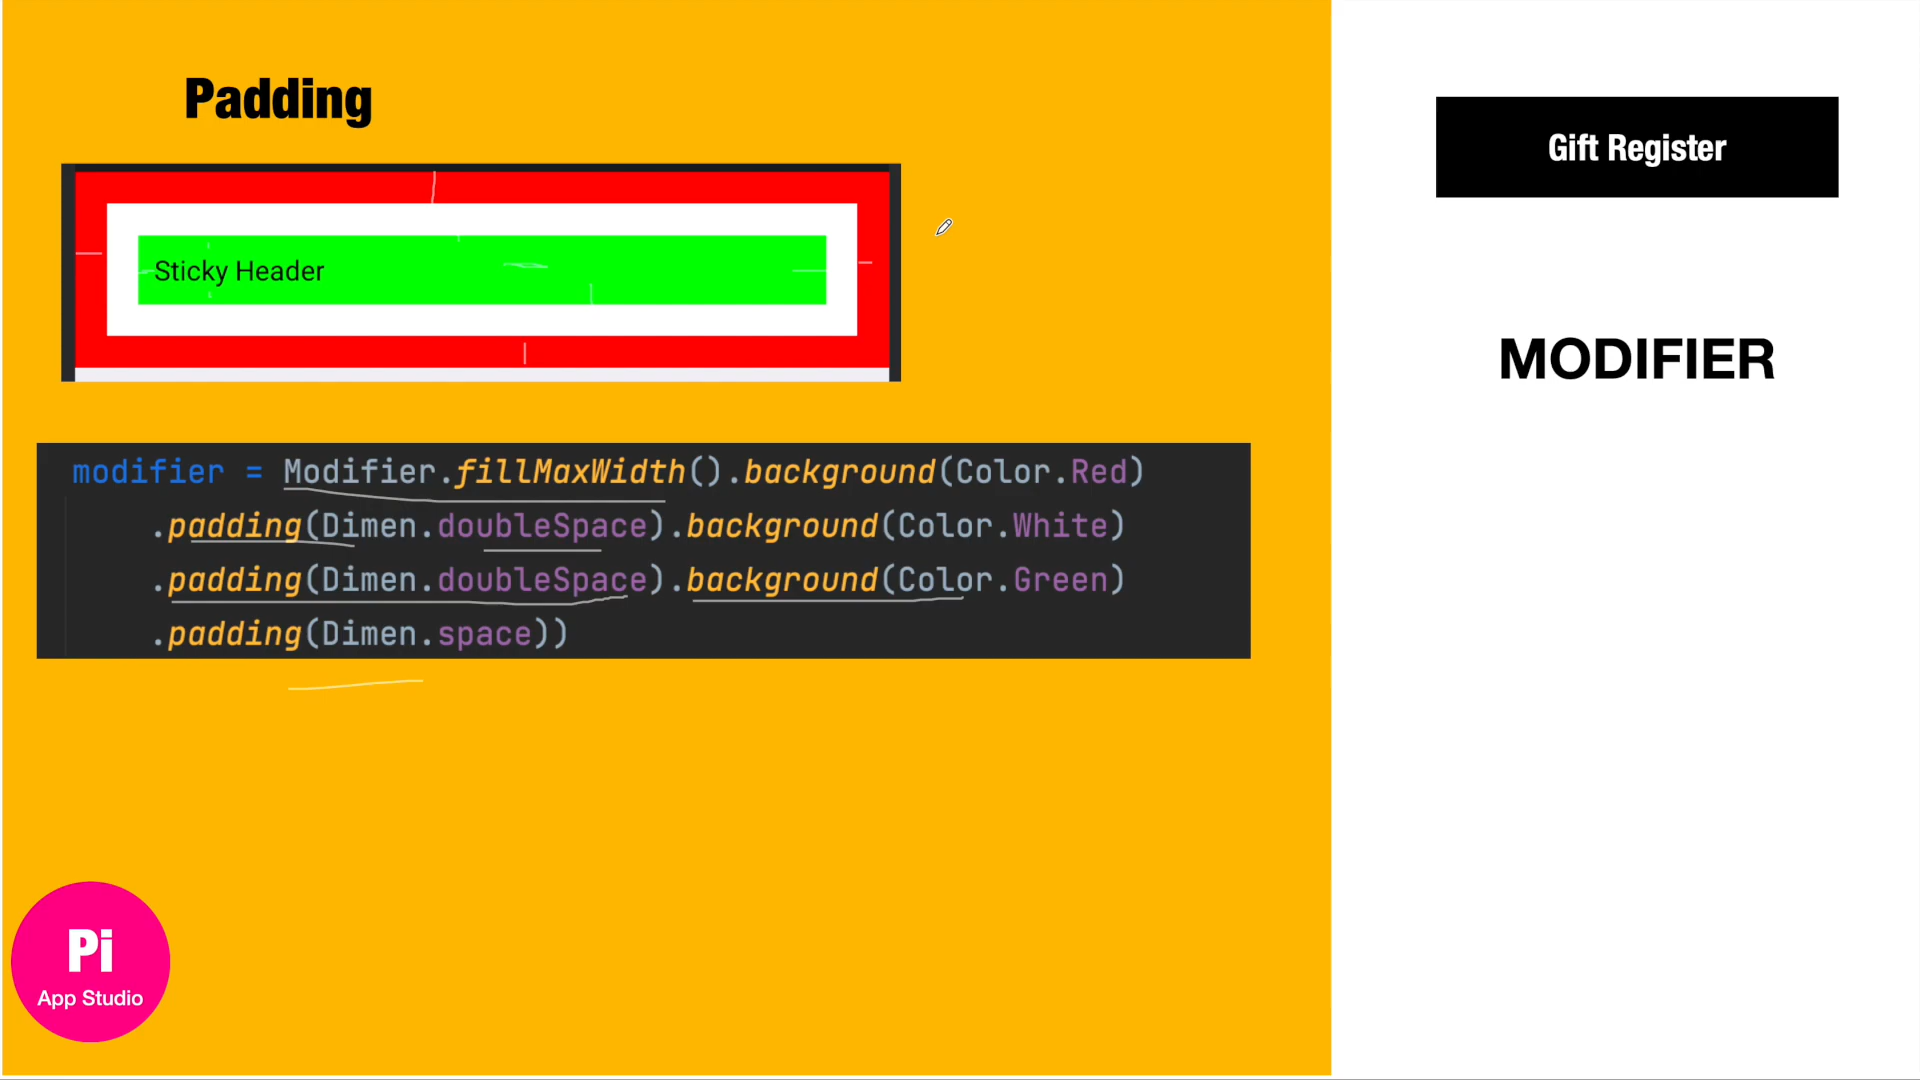 Padding
Sticky Header
modifier = Modifier.fillMaxWidth().background(Color.Red)
.padding(Dimen.doubleSpace).background(Color.White)
.padding(Dimen.doubleSpace).background(Color.Green)
.padding(Dimen.space))
Pi
App Studio
Gift Register
MODIFIER